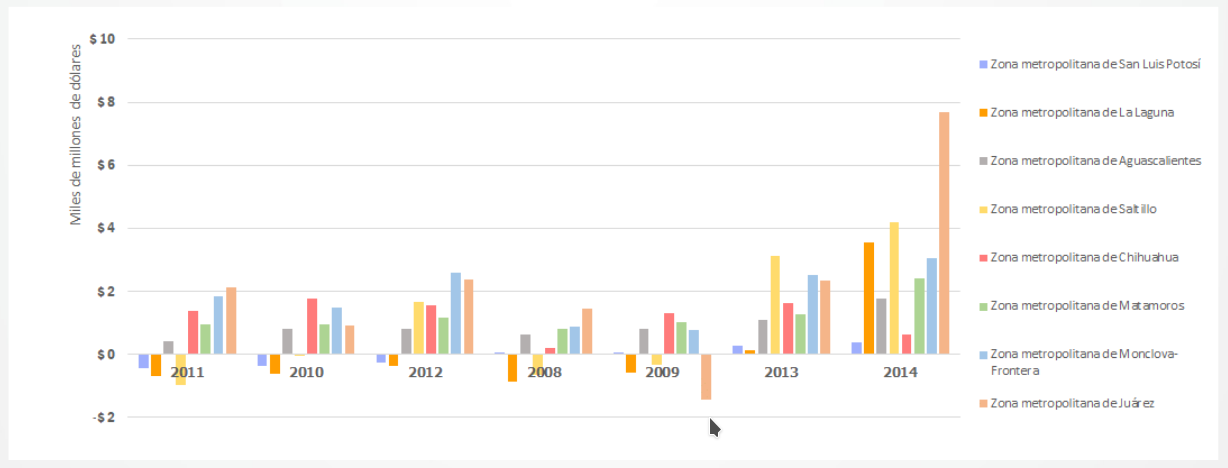 Miles de millones de dólares
$ 10
$ 8
$ 6
$ 4
$ 2
$ 0
-$ 2
2011
2010
2012
2008
2009
2013
2014
Zona metropolitana de San Luis Potosí
Zona metropolitana de La Laguna
Zona metropolitana de Aguascalientes
Zona metropolitana de Saltillo
Zona metropolitana de Chihuahua
Zona metropolitana de Matamoros
Zona metropolitana de Monclova-
Frontera
Zona metropolitana de Juárez